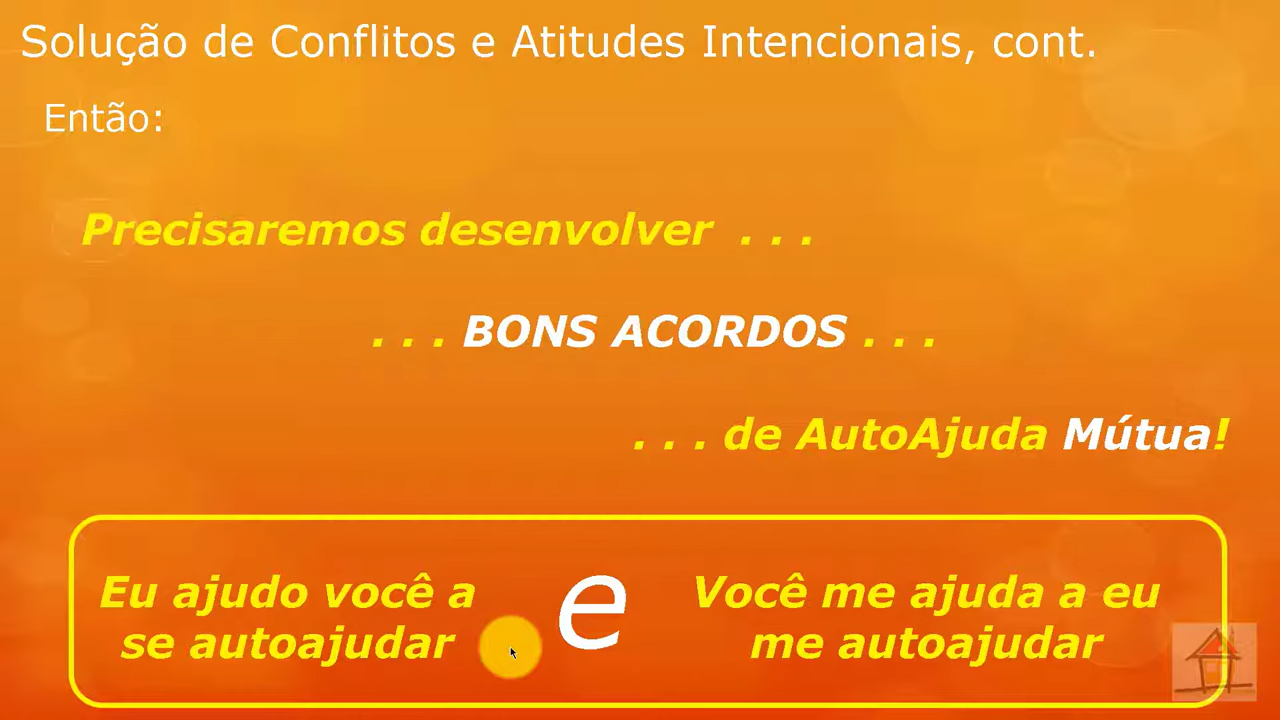 Solução de Conflitos e Atitudes Intencionais, cont.
Então:
Precisaremos desenvolver . . .
. . . BONS ACORDOS . . .
. . . de AutoAjuda Mútua!
Eu ajudo você a
se autoajudar
e
Você me ajuda a eu
me autoajudar